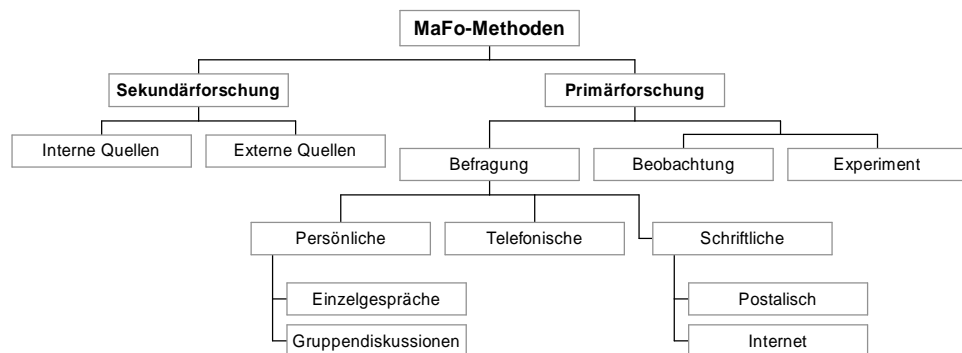 MaFo-Methoden
Sekundärforschung
Primärforschung
Interne Quellen
Externe Quellen
Befragung
Beobachtung
Experiment
Persönliche
Telefonische
Schriftliche
Einzelgespräche
Postalisch
Gruppendiskussionen
Internet